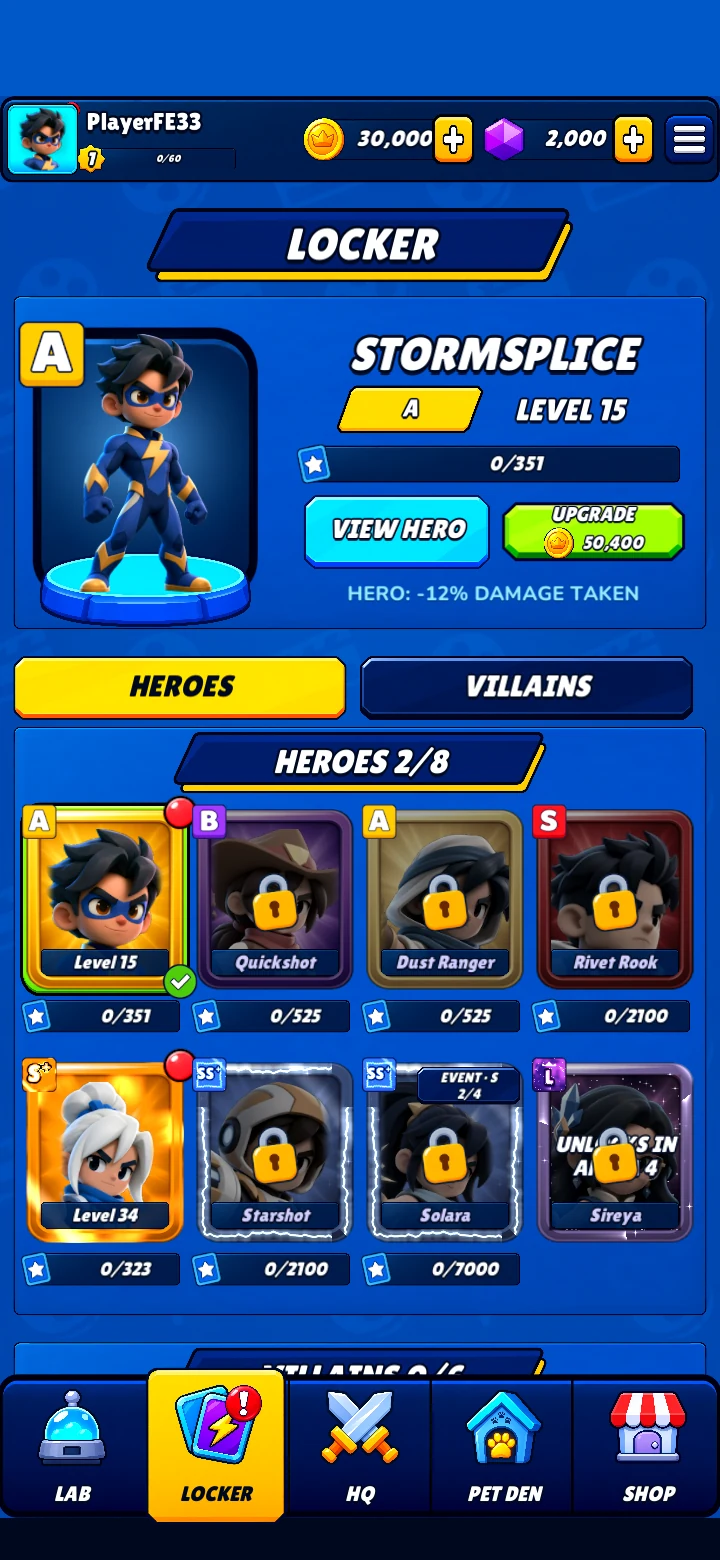 PlayerFE33
1
0/60
30,000
2,000
LOCKER
A
STORMSPLICE
A
LEVEL 15
0/351
VIEW HERO
UPGRADE
50,400
HERO: -12% DAMAGE TAKEN
HEROES
VILLAINS
HEROES 2/8
A
B
A
S
Level 15
Quickshot
Dust Ranger
Rivet Rook
0/351
0/525
0/525
0/2100
S+
SS+
SS+
EVENT · S
2/4
L
IN
4
Level 34
Starshot
Solara
Sireya
0/323
0/2100
0/7000
!
LAB
LOCKER
HQ
PET DEN
SHOP